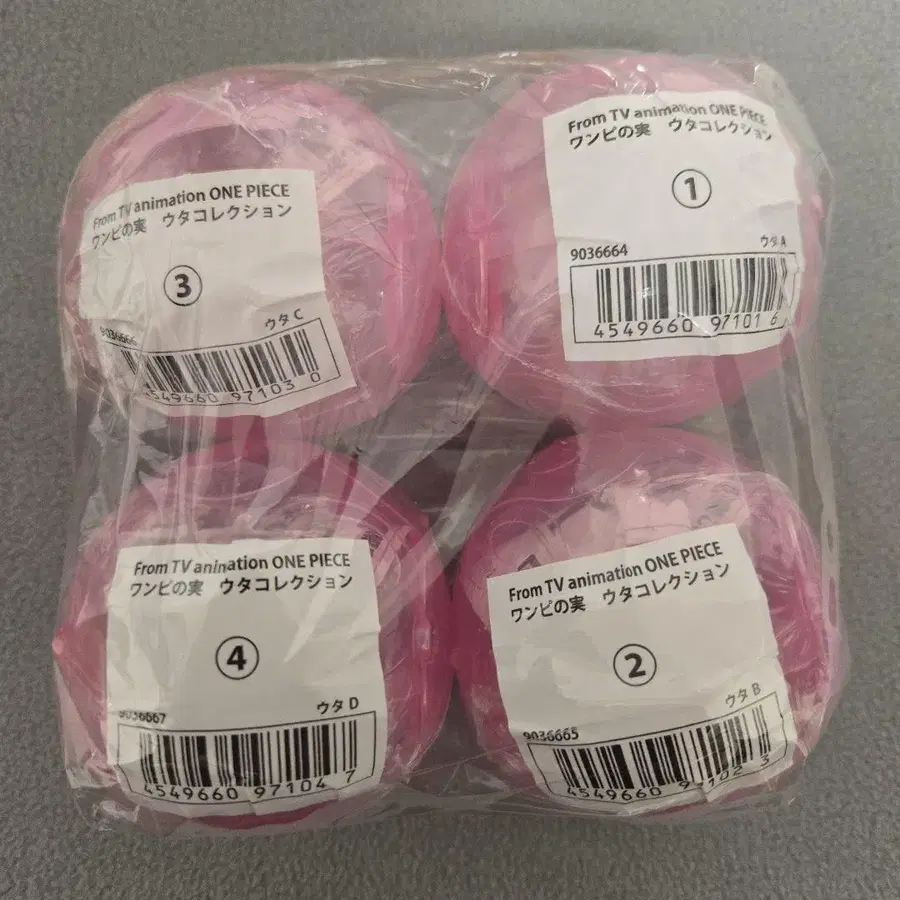 From TV animation ONE PIECE
ワンピの実 ウタコレクション
③
9036666 ウタ C
4549660 97103 0
From TV animation ONE PIECE
ワンピの実 ウタコレクション
①
9036664 ウタ A
4549660 97101 6
From TV animation ONE PIECE
ワンピの実 ウタコレクション
④
9036667 ウタ D
4549660 97104 7
From TV animation ONE PIECE
ワンピの実 ウタコレクション
②
9036665 ウタ B
4549660 97102 3